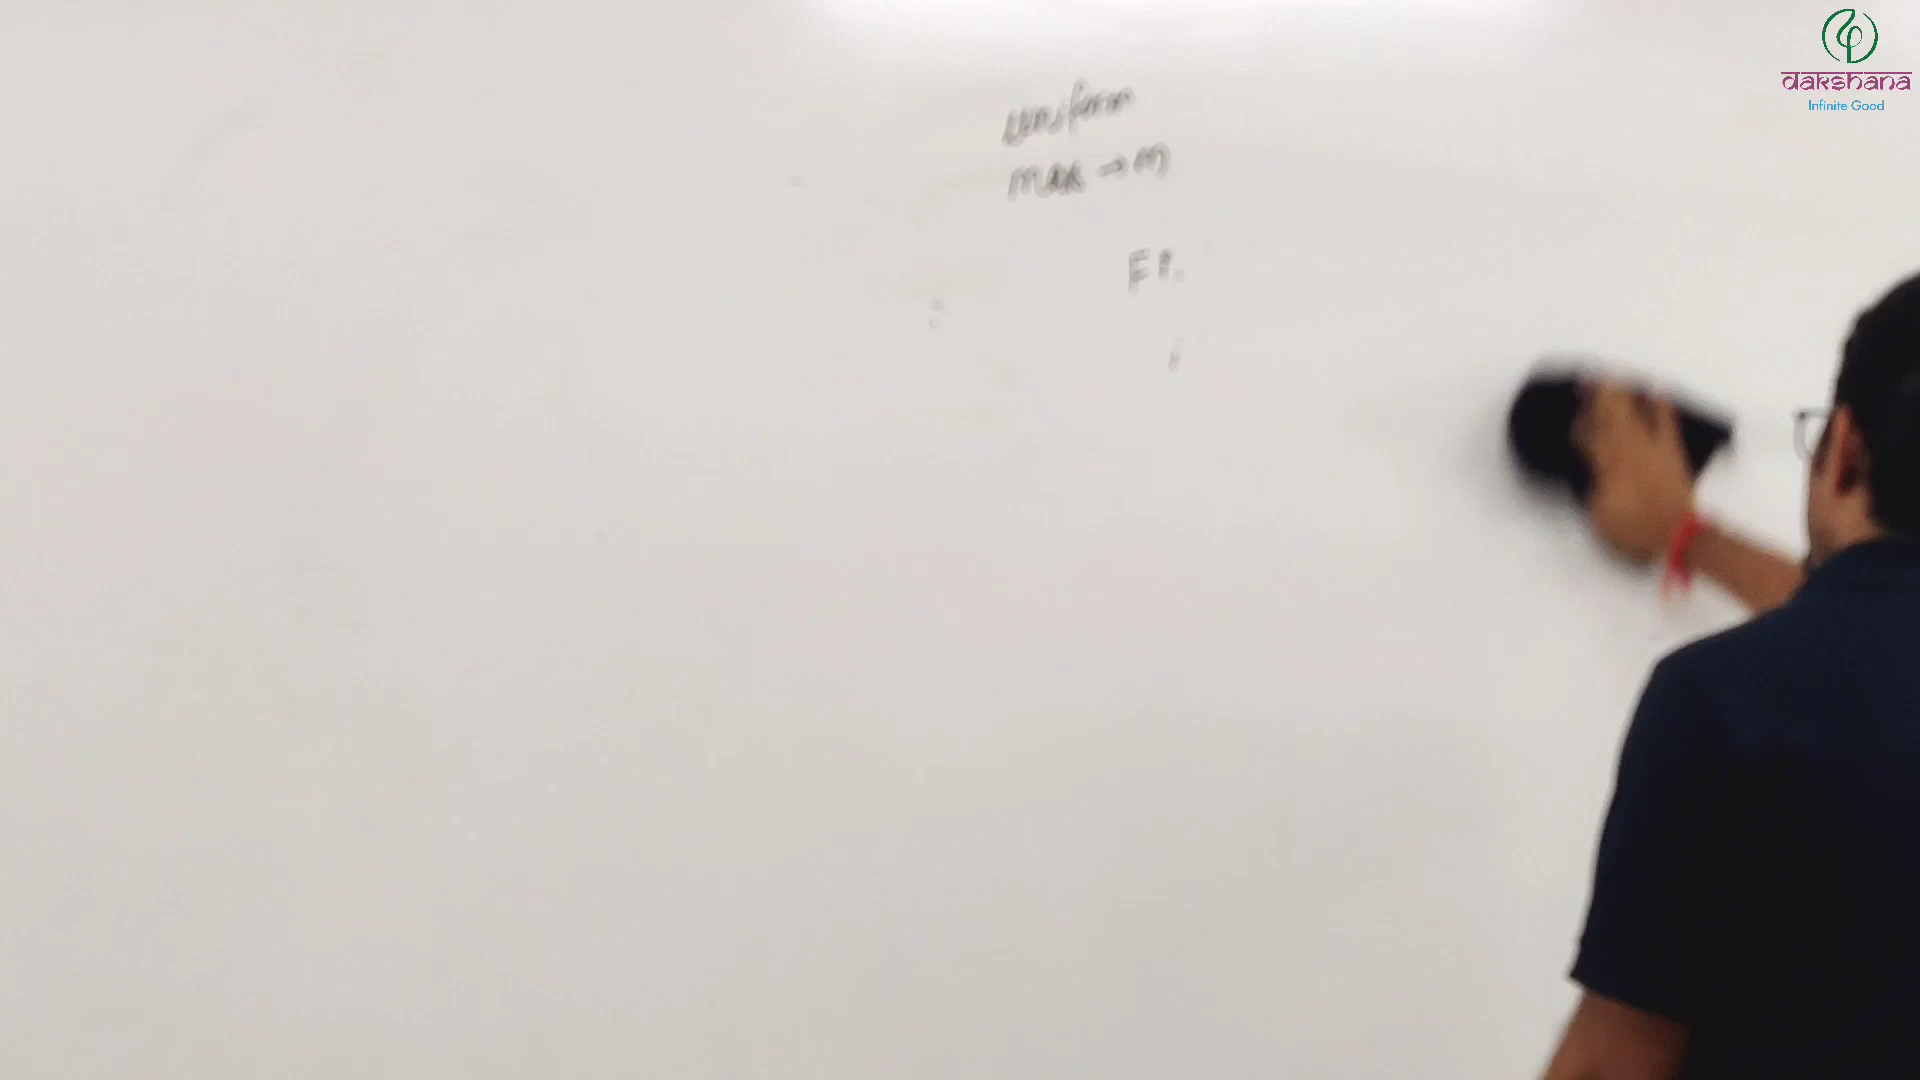 dakshana
Infinite Good
uniform
mass → m